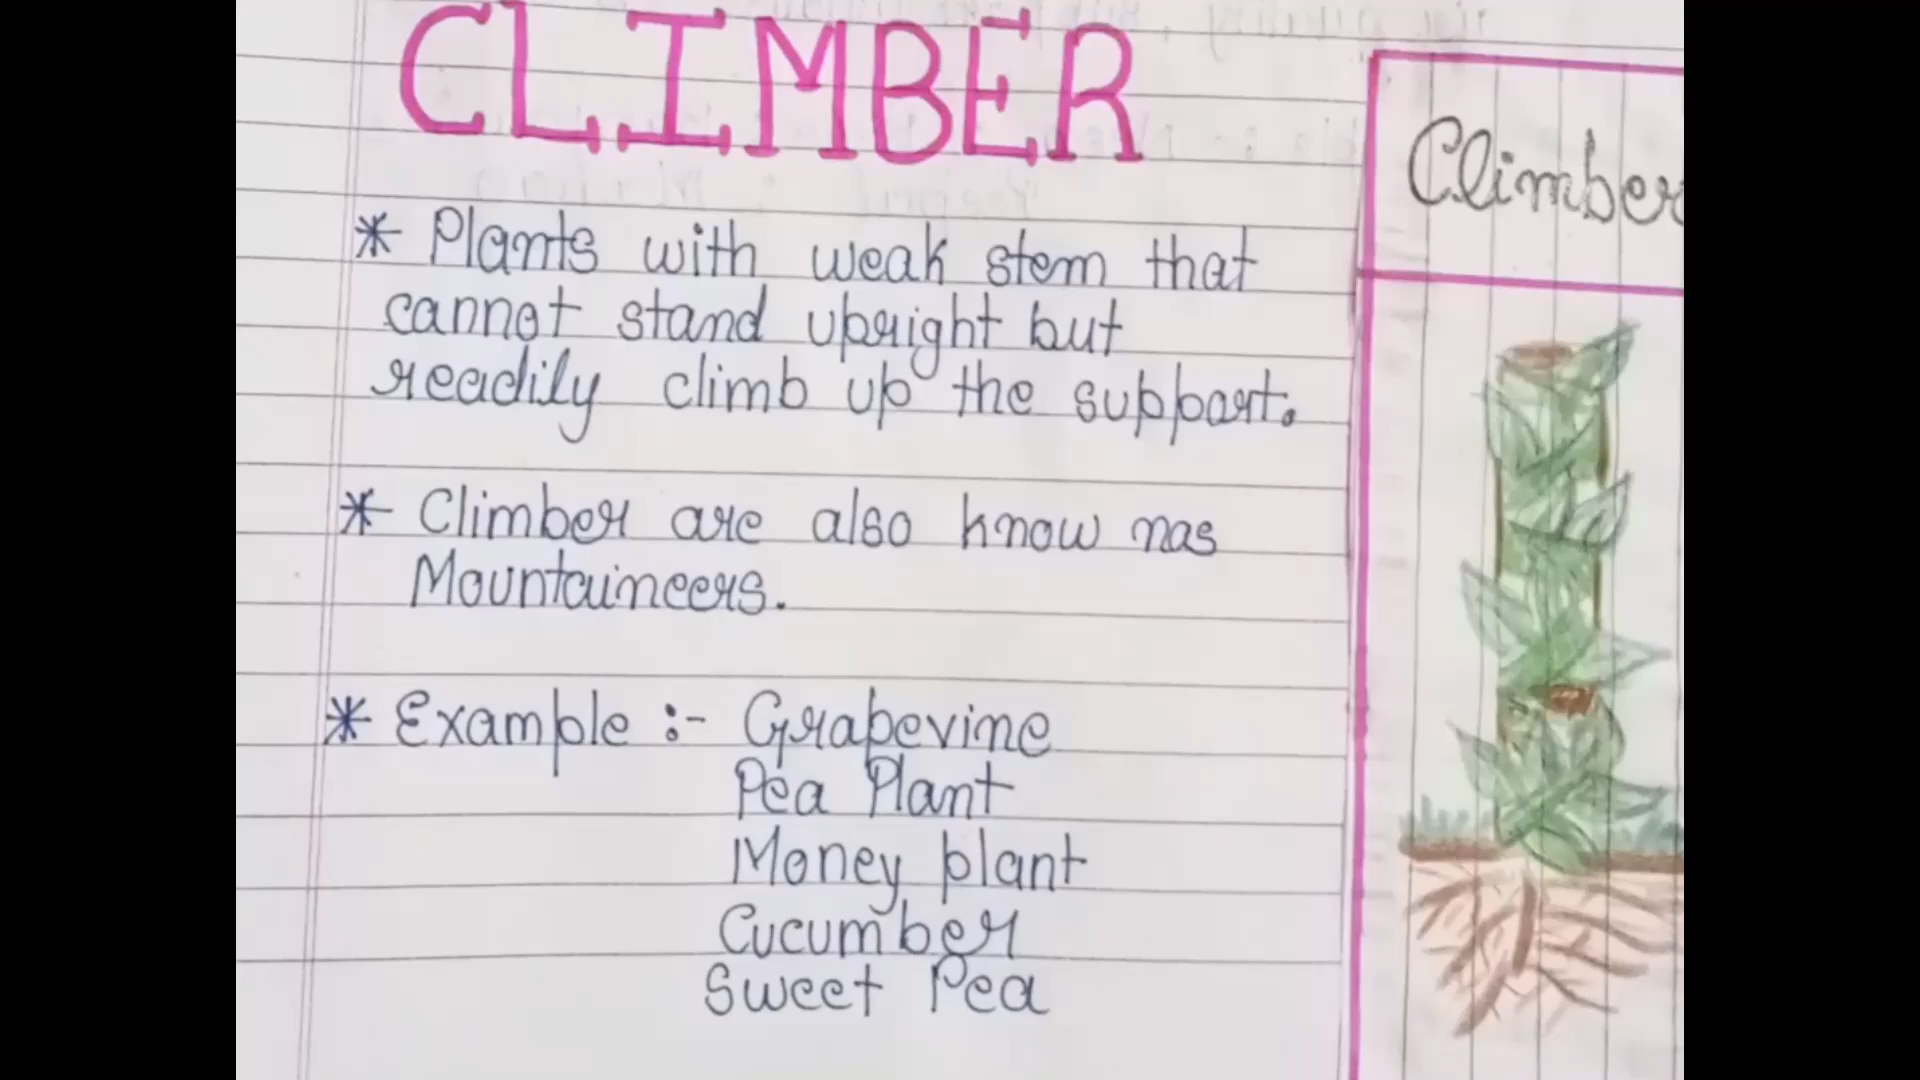 CLIMBER
* Plants with weak stem that
cannot stand upright but
readily climb up the support.
* Climber are also know nas
Mountaineers.
* Example :- Grapevine
Pea Plant
Money plant
Cucumber
Sweet Pea
Climber